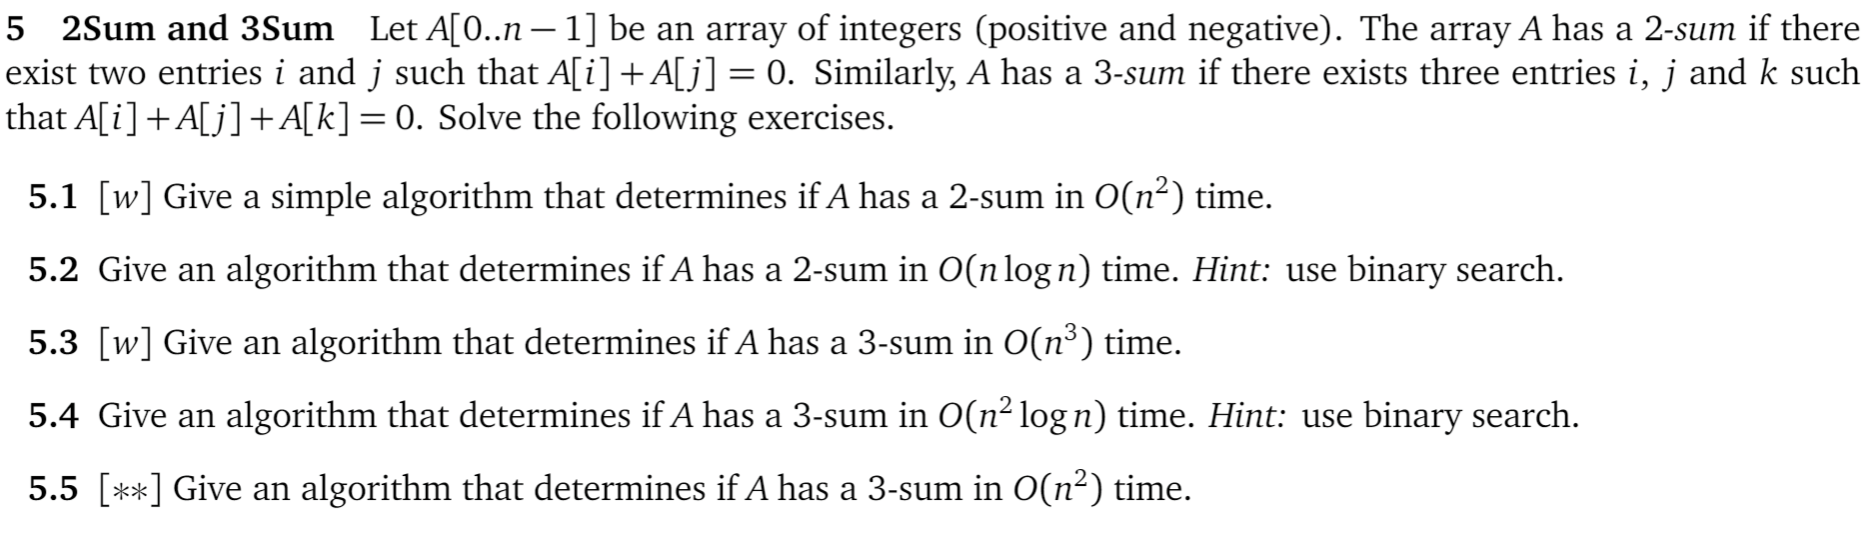 5 2Sum and 3Sum Let A[0..n − 1] be an array of integers (positive and negative). The array A has a 2-sum if there
exist two entries i and j such that A[i] + A[j] = 0. Similarly, A has a 3-sum if there exists three entries i, j and k such
that A[i] + A[j] + A[k] = 0. Solve the following exercises.
5.1 [w] Give a simple algorithm that determines if A has a 2-sum in O(n²) time.
5.2 Give an algorithm that determines if A has a 2-sum in O(n log n) time. Hint: use binary search.
5.3 [w] Give an algorithm that determines if A has a 3-sum in O(n³) time.
5.4 Give an algorithm that determines if A has a 3-sum in O(n² log n) time. Hint: use binary search.
5.5 [**] Give an algorithm that determines if A has a 3-sum in O(n²) time.